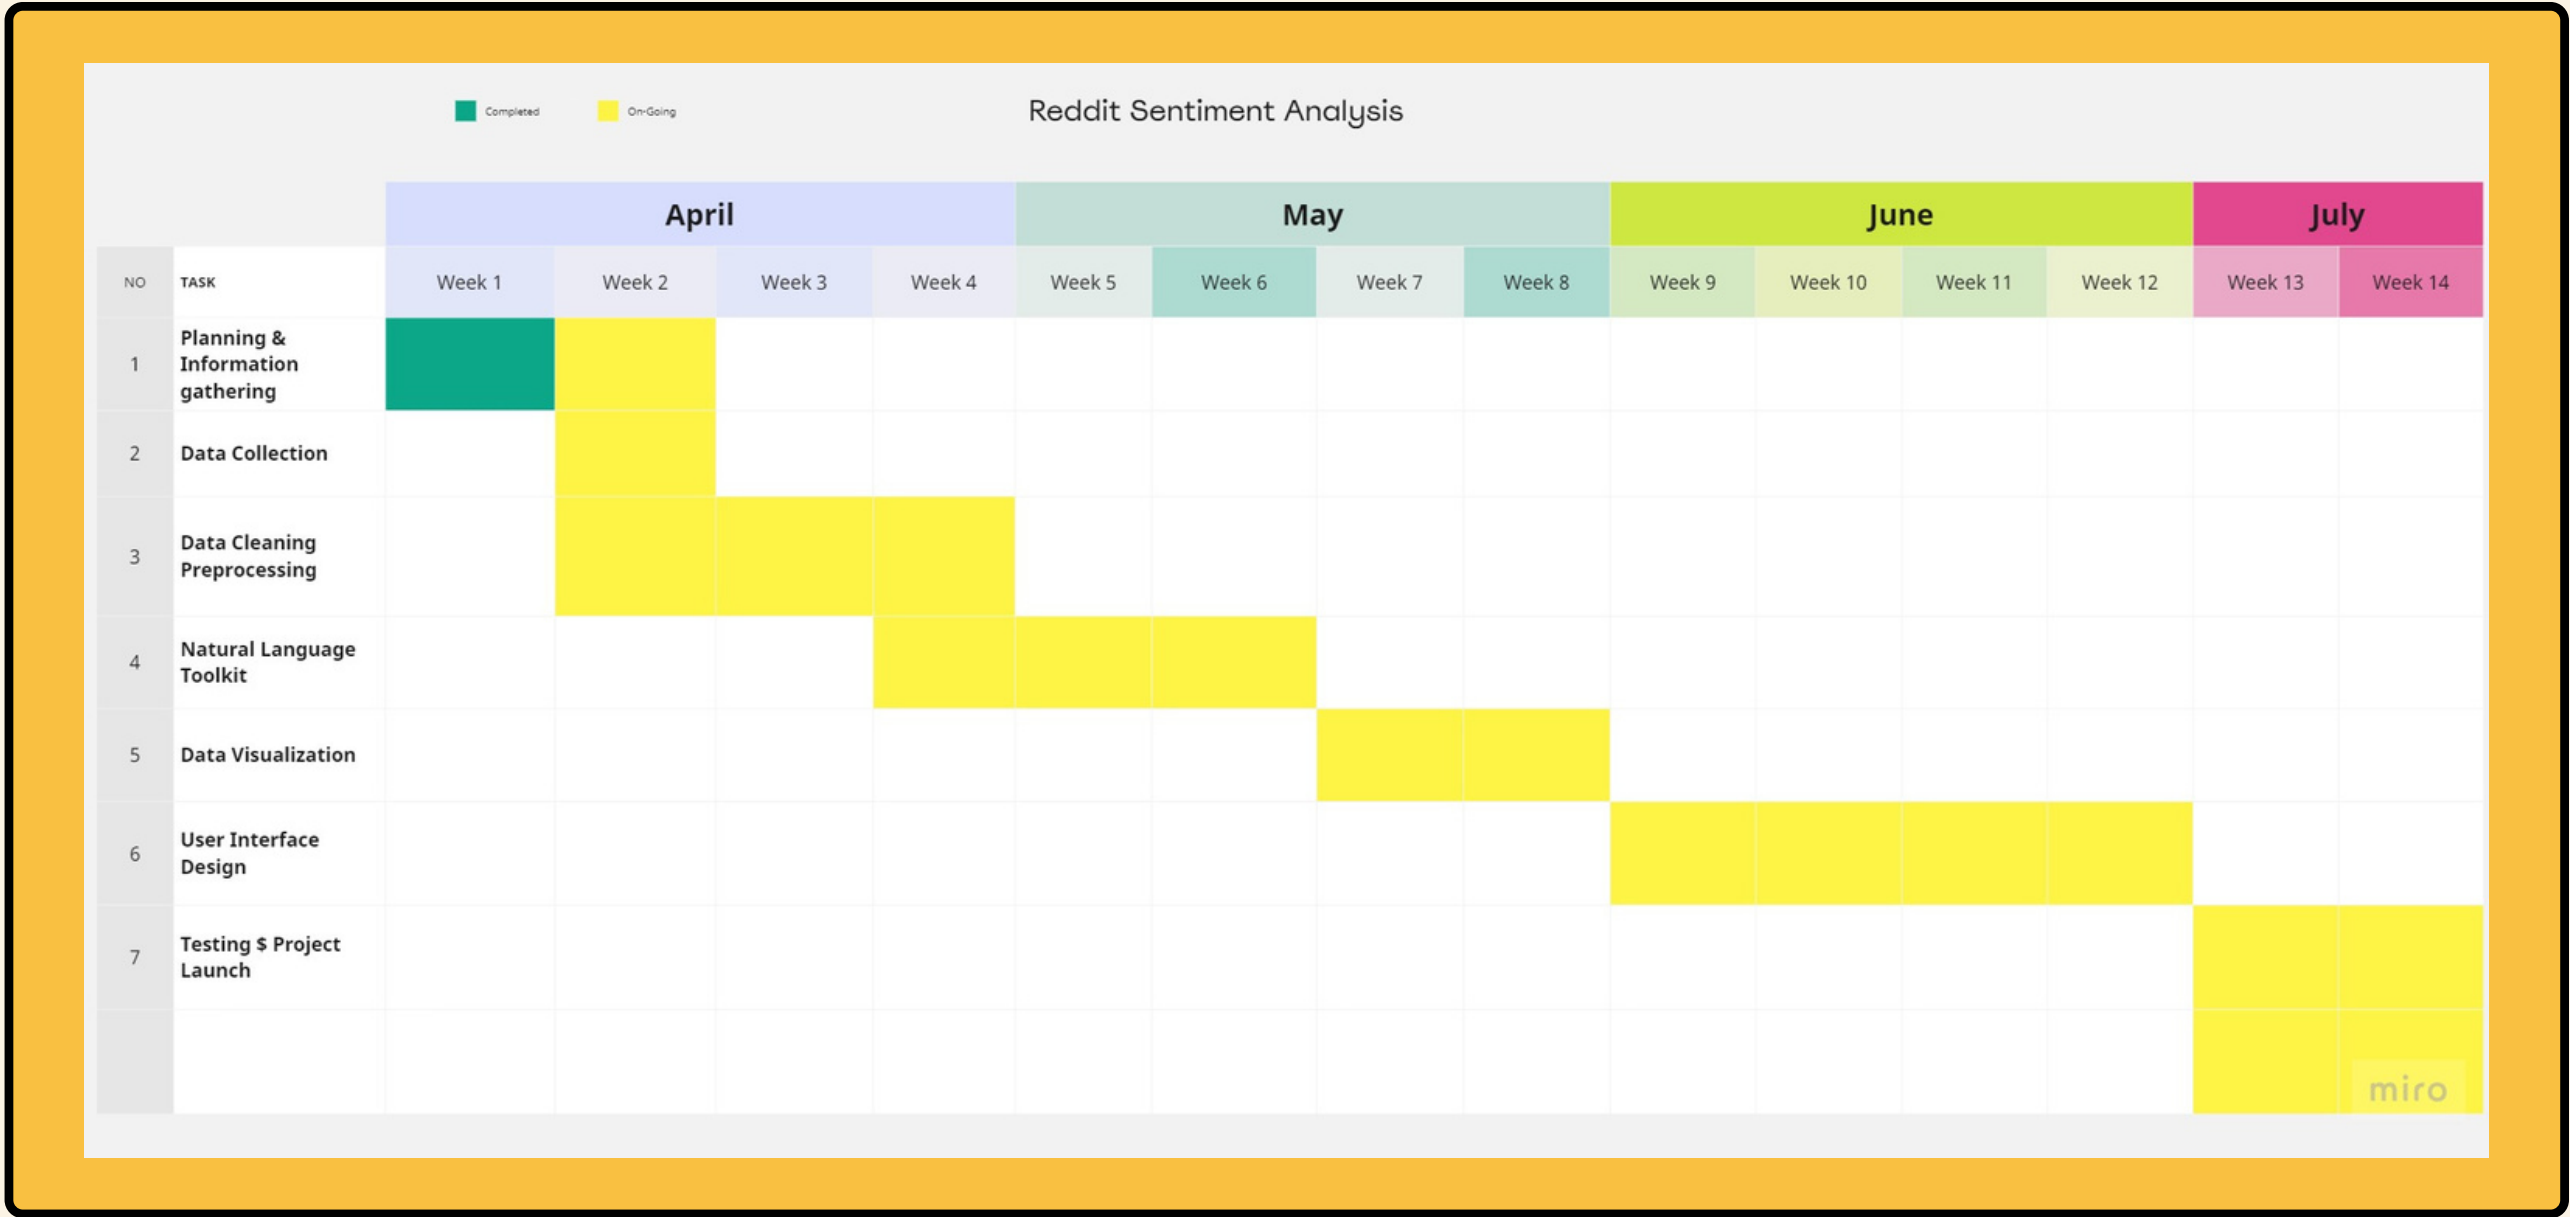 Completed On-Going Reddit Sentiment Analysis
April May June July
NO TASK Week 1 Week 2 Week 3 Week 4 Week 5 Week 6 Week 7 Week 8 Week 9 Week 10 Week 11 Week 12 Week 13 Week 14
1 Planning &
Information
gathering
2 Data Collection
3 Data Cleaning
Preprocessing
4 Natural Language
Toolkit
5 Data Visualization
6 User Interface
Design
7 Testing $ Project
Launch
miro